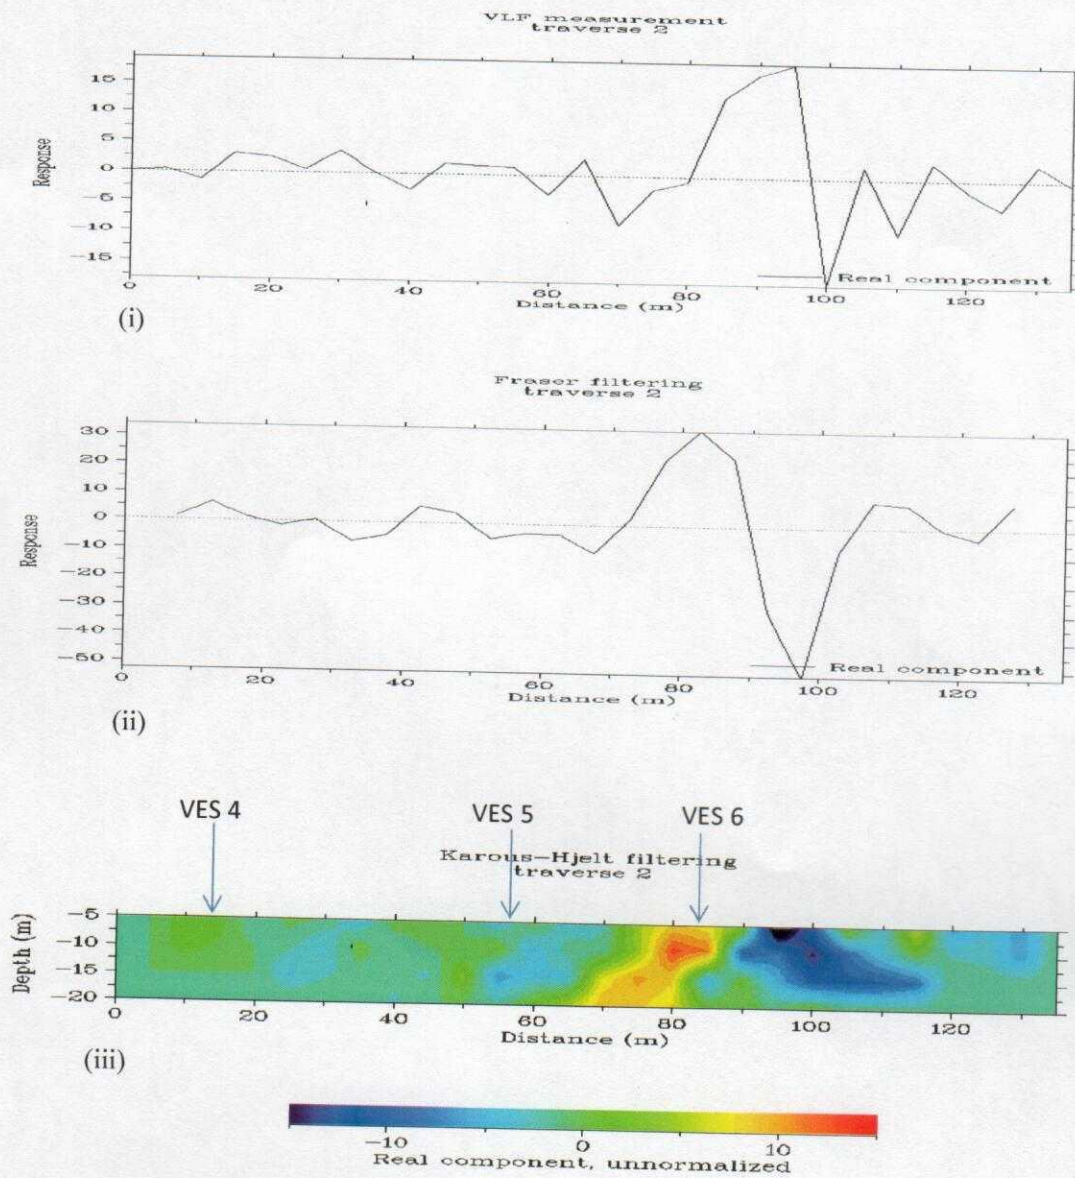 VLF measurement
traverse 2
15
10
5
0
−5
−10
−15
Response
0 20 40 60 80 100 120
Distance (m)
Real component
(i)
Fraser filtering
traverse 2
30
20
10
0
−10
−20
−30
−40
−50
Response
0 20 40 60 80 100 120
Distance (m)
Real component
(ii)
VES 4 VES 5 VES 6
Karous−Hjelt filtering
traverse 2
−5
−10
−15
−20
Depth (m)
0 20 40 60 80 100 120
Distance (m)
(iii)
−10 0 10
Real component, unnormalized